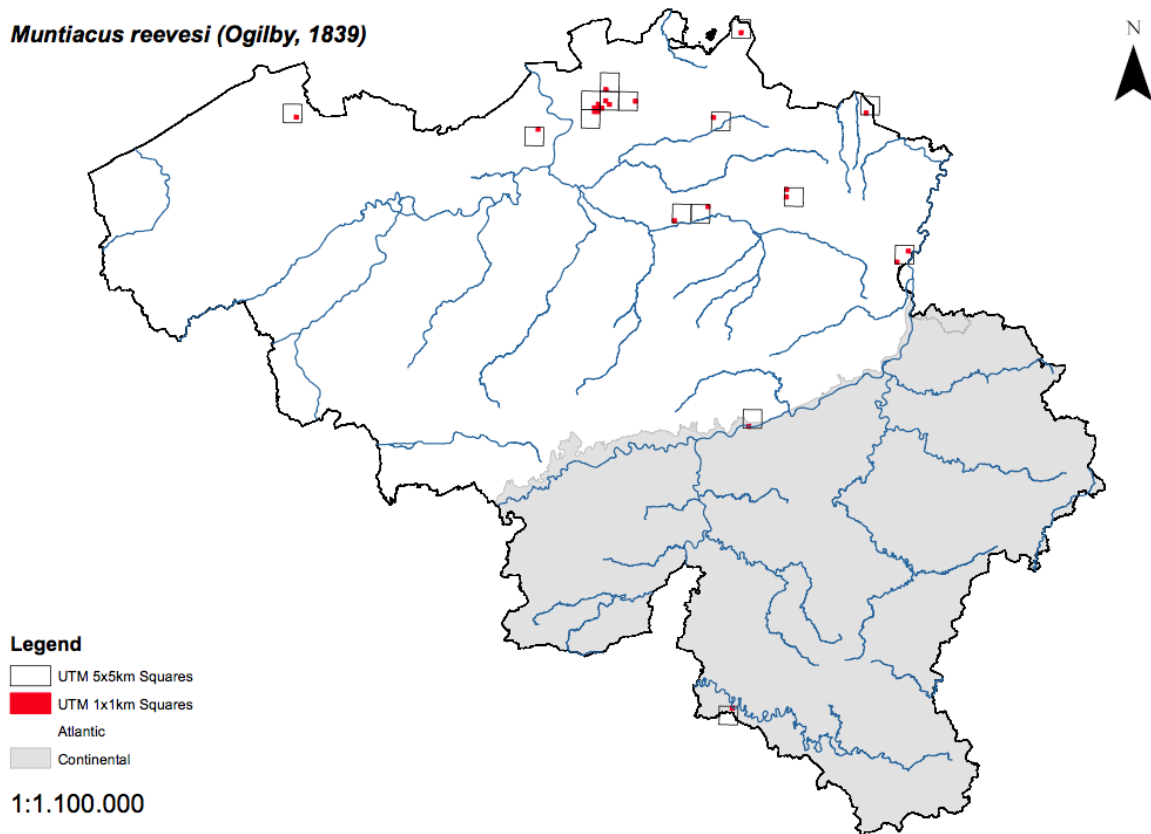 Muntiacus reevesi (Ogilby, 1839)
N
Legend
UTM 5x5km Squares
UTM 1x1km Squares
Atlantic
Continental
1:1.100.000